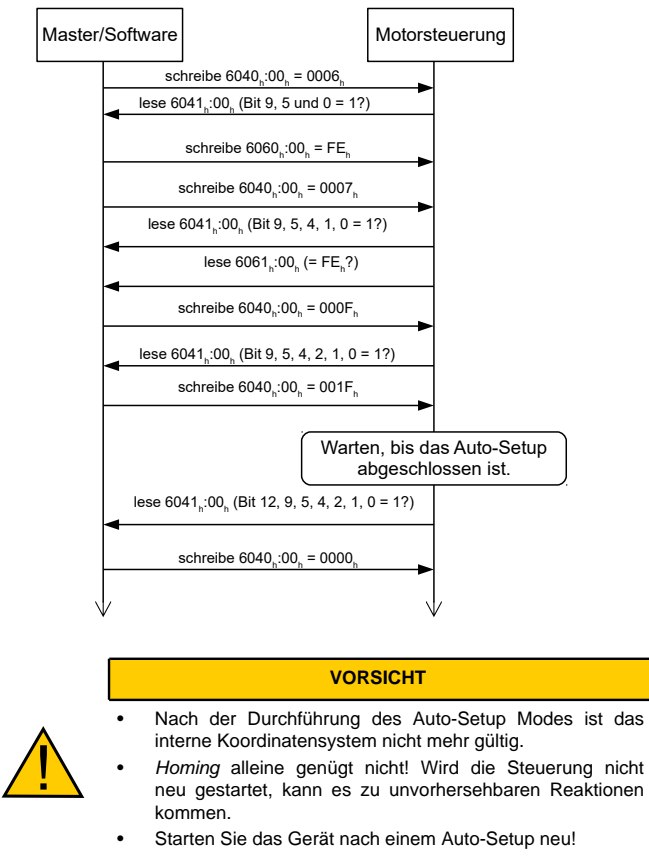 Master/Software
Motorsteuerung
schreibe 6040h:00h = 0006h
lese 6041h:00h (Bit 9, 5 und 0 = 1?)
schreibe 6060h:00h = FEh
schreibe 6040h:00h = 0007h
lese 6041h:00h (Bit 9, 5, 4, 1, 0 = 1?)
lese 6061h:00h (= FEh?)
schreibe 6040h:00h = 000Fh
lese 6041h:00h (Bit 9, 5, 4, 2, 1, 0 = 1?)
schreibe 6040h:00h = 001Fh
Warten, bis das Auto-Setup
abgeschlossen ist.
lese 6041h:00h (Bit 12, 9, 5, 4, 2, 1, 0 = 1?)
schreibe 6040h:00h = 0000h
VORSICHT
• Nach der Durchführung des Auto-Setup Modes ist das
interne Koordinatensystem nicht mehr gültig.
• Homing alleine genügt nicht! Wird die Steuerung nicht
neu gestartet, kann es zu unvorhersehbaren Reaktionen
kommen.
• Starten Sie das Gerät nach einem Auto-Setup neu!